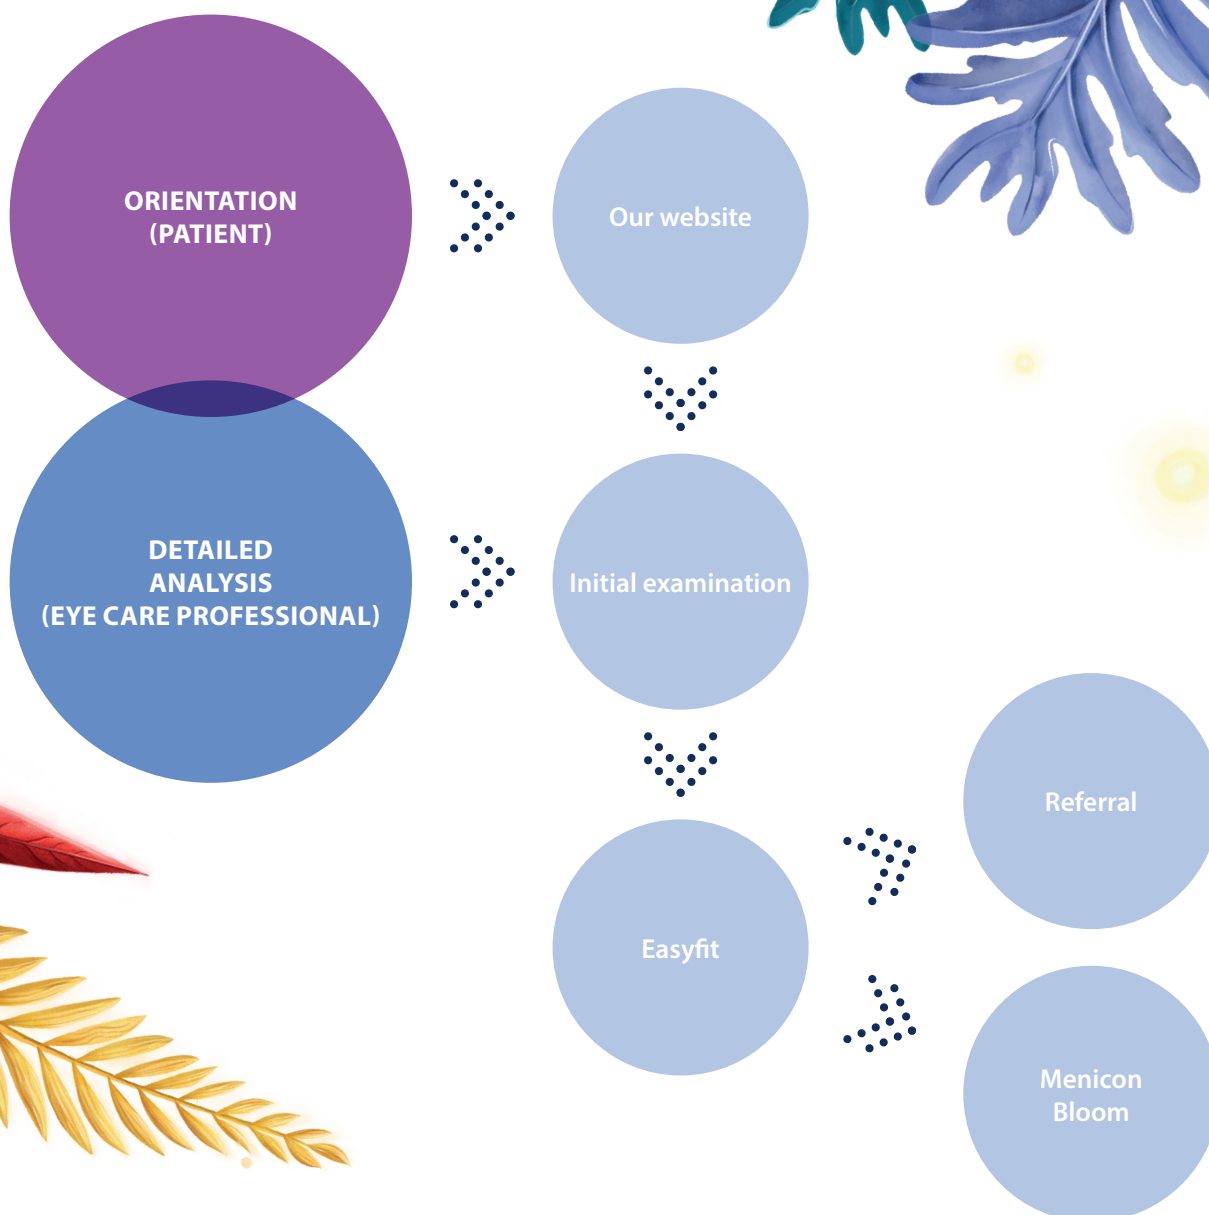 ORIENTATION
(PATIENT)
Our website
DETAILED
ANALYSIS
(EYE CARE PROFESSIONAL)
Initial examination
Referral
Easyfit
Menicon
Bloom